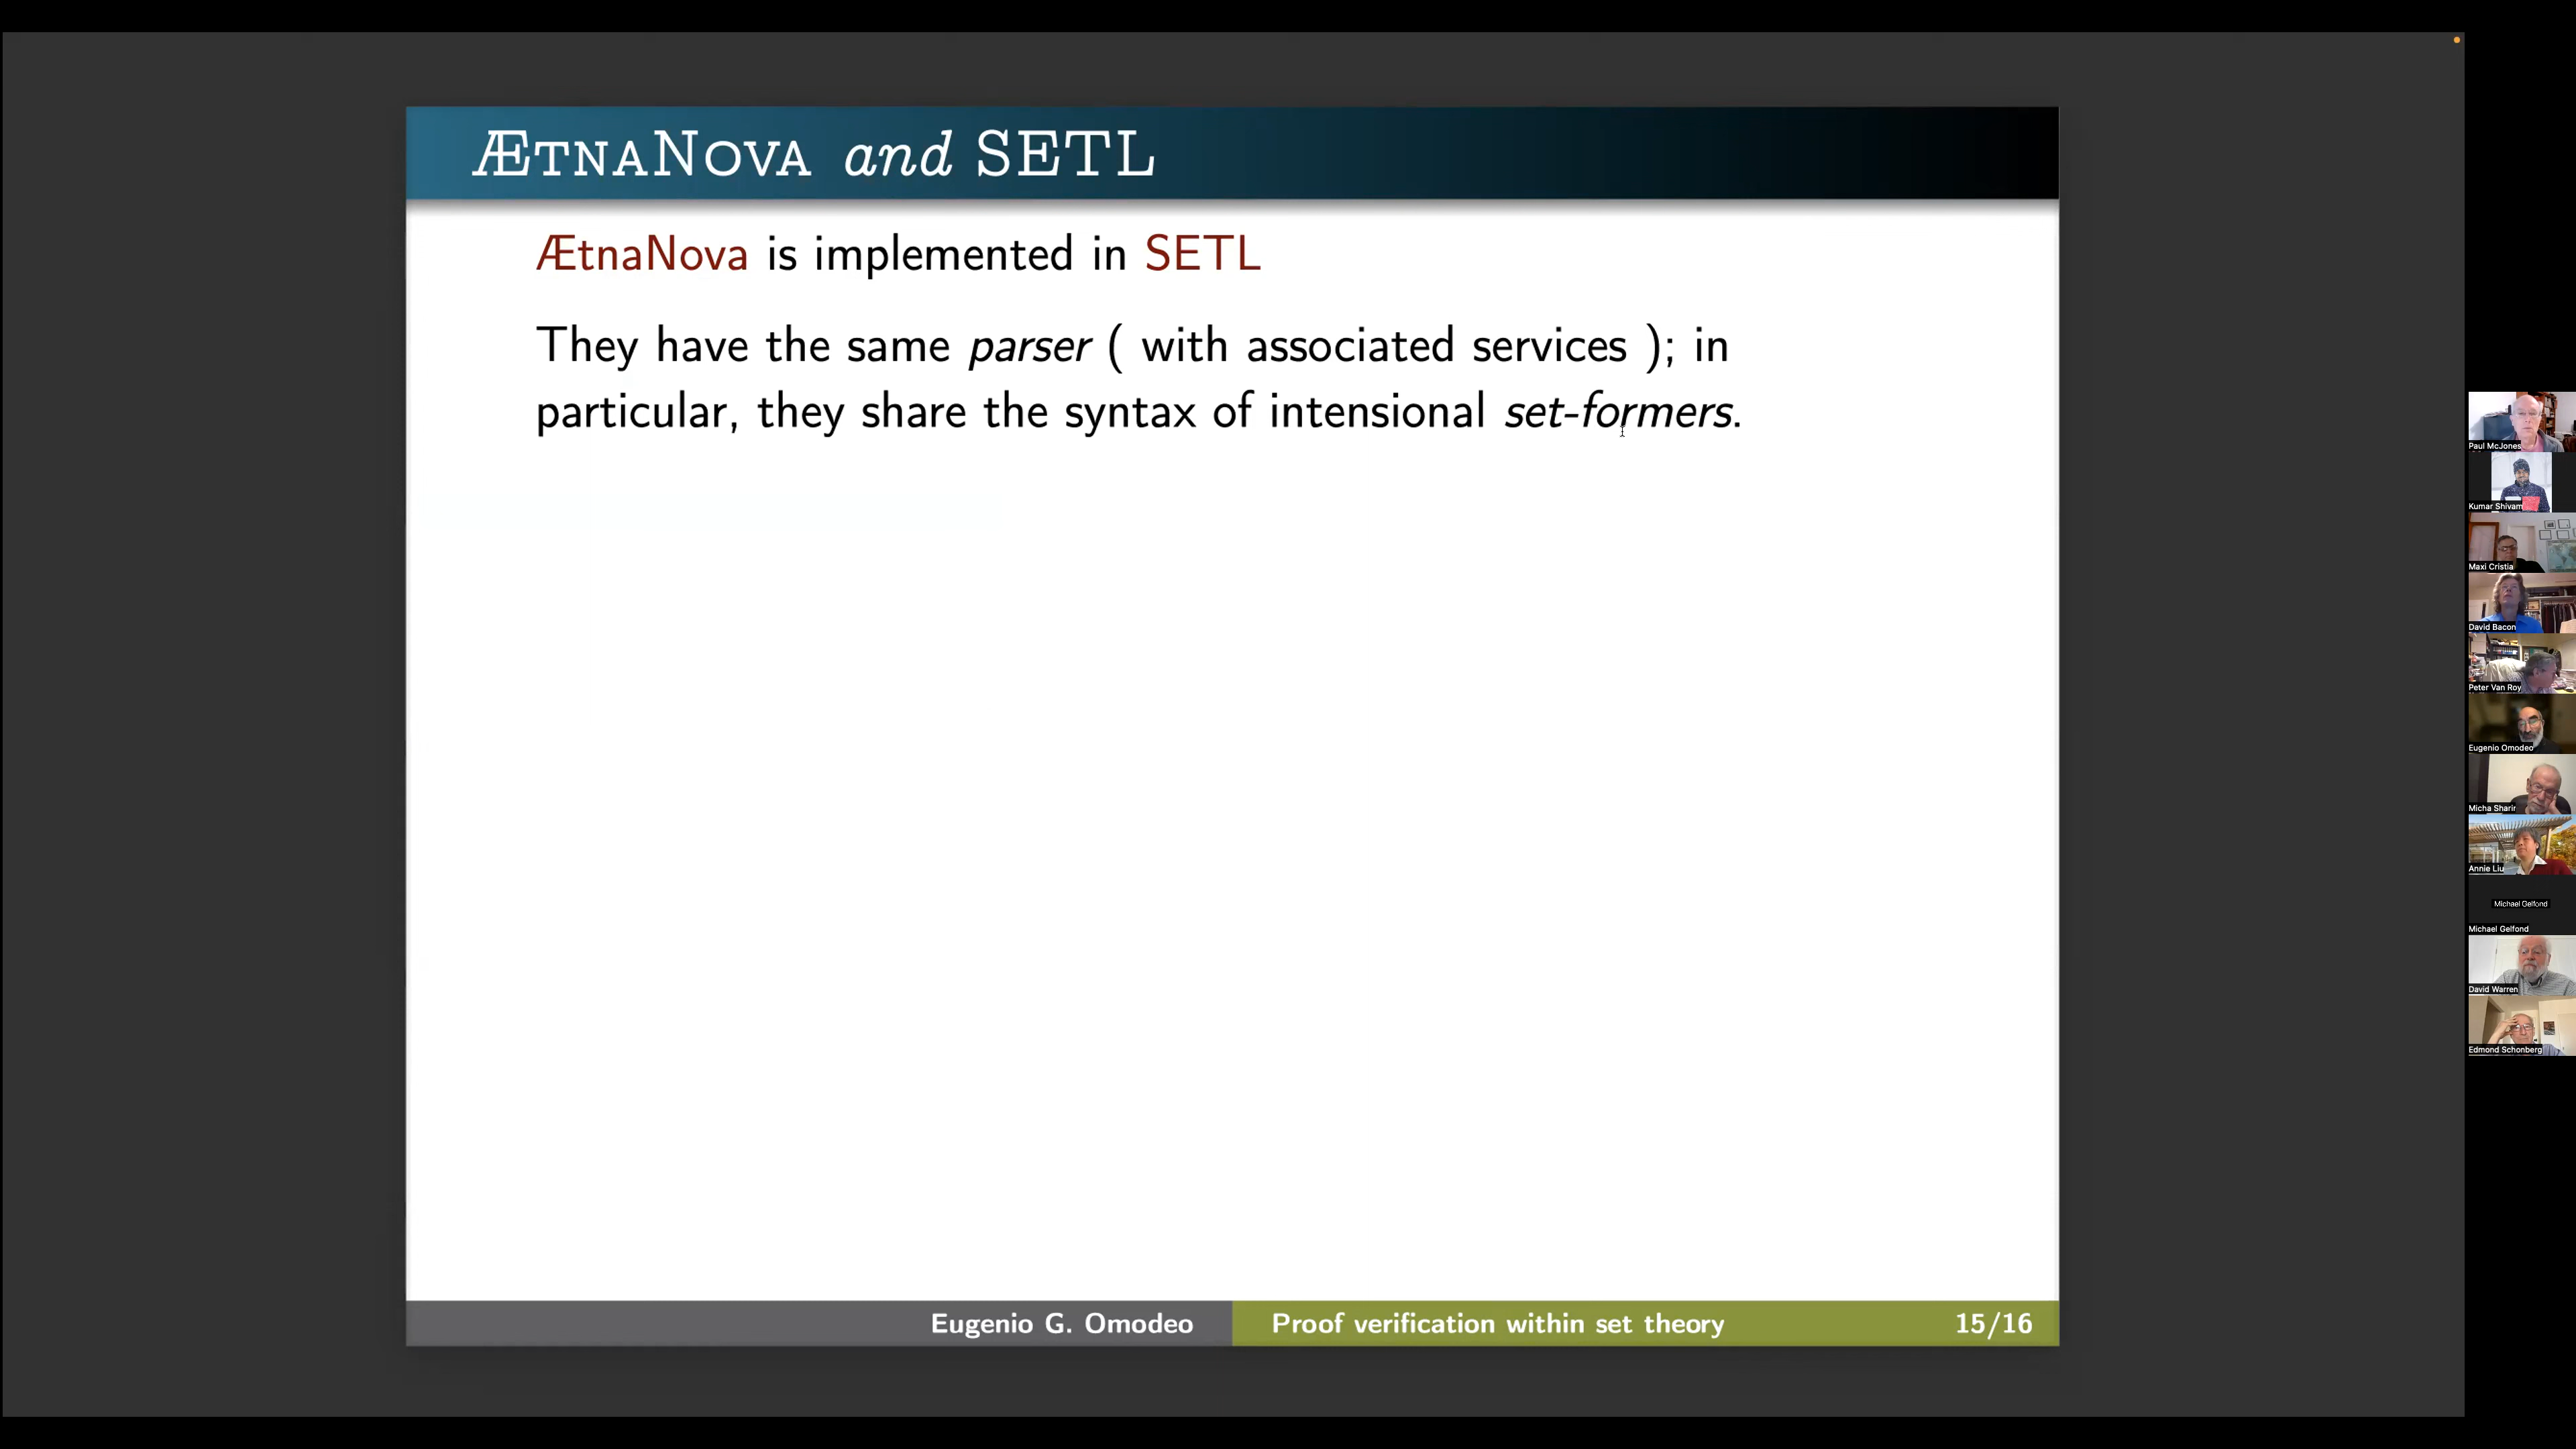 ÆTNANOVA and SETL
ÆtnaNova is implemented in SETL
They have the same parser ( with associated services ); in
particular, they share the syntax of intensional set-formers.
Eugenio G. Omodeo
Proof verification within set theory
15/16
Paul McJones
Kumar Shivam
Maxi Cristia
David Bacon
Peter Van Roy
Eugenio Omodeo
Micha Sharir
Annie Liu
Michael Gelfond
Michael Gelfond
David Warren
Edmond Schonberg